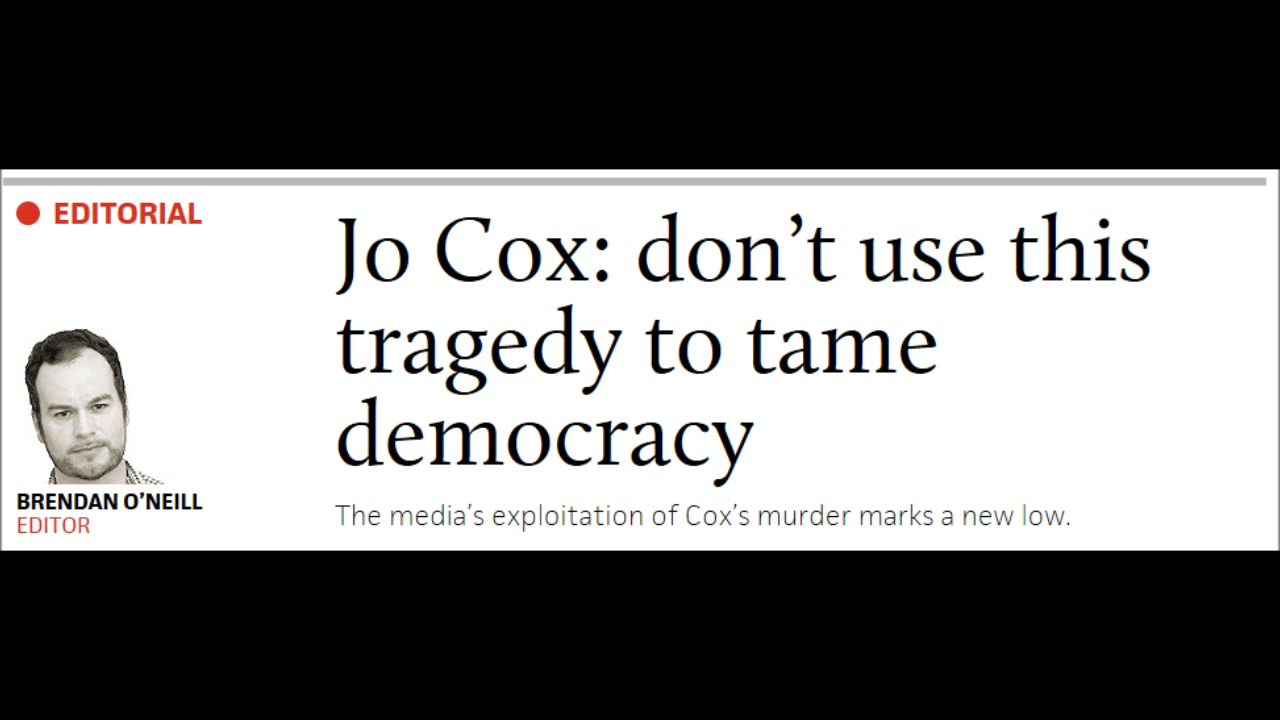 EDITORIAL
Jo Cox: don’t use this
tragedy to tame
democracy
BRENDAN O’NEILL
EDITOR
The media’s exploitation of Cox’s murder marks a new low.